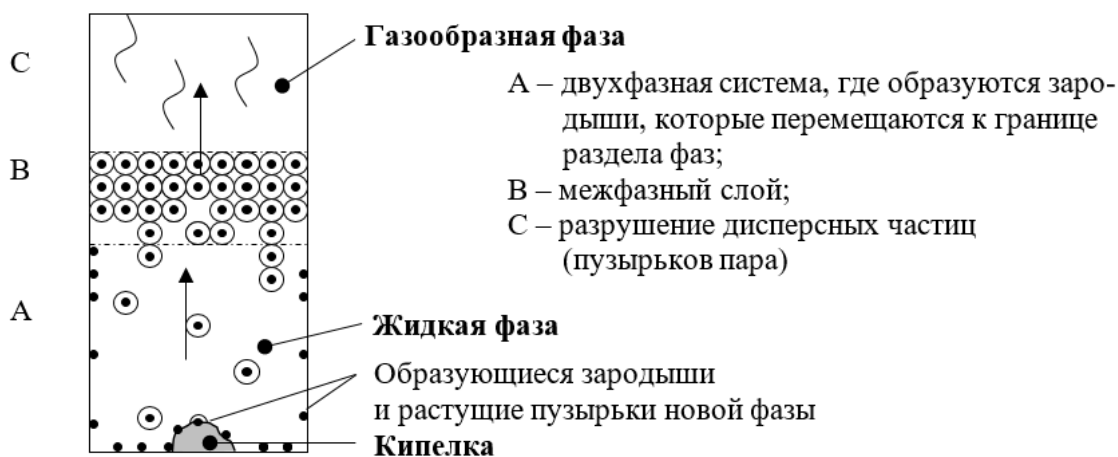 C
Газообразная фаза
А – двухфазная система, где образуются заро-
дыши, которые перемещаются к границе
раздела фаз;
В
В – межфазный слой;
С – разрушение дисперсных частиц
(пузырьков пара)
А
Жидкая фаза
Образующиеся зародыши
и растущие пузырьки новой фазы
Кипелка